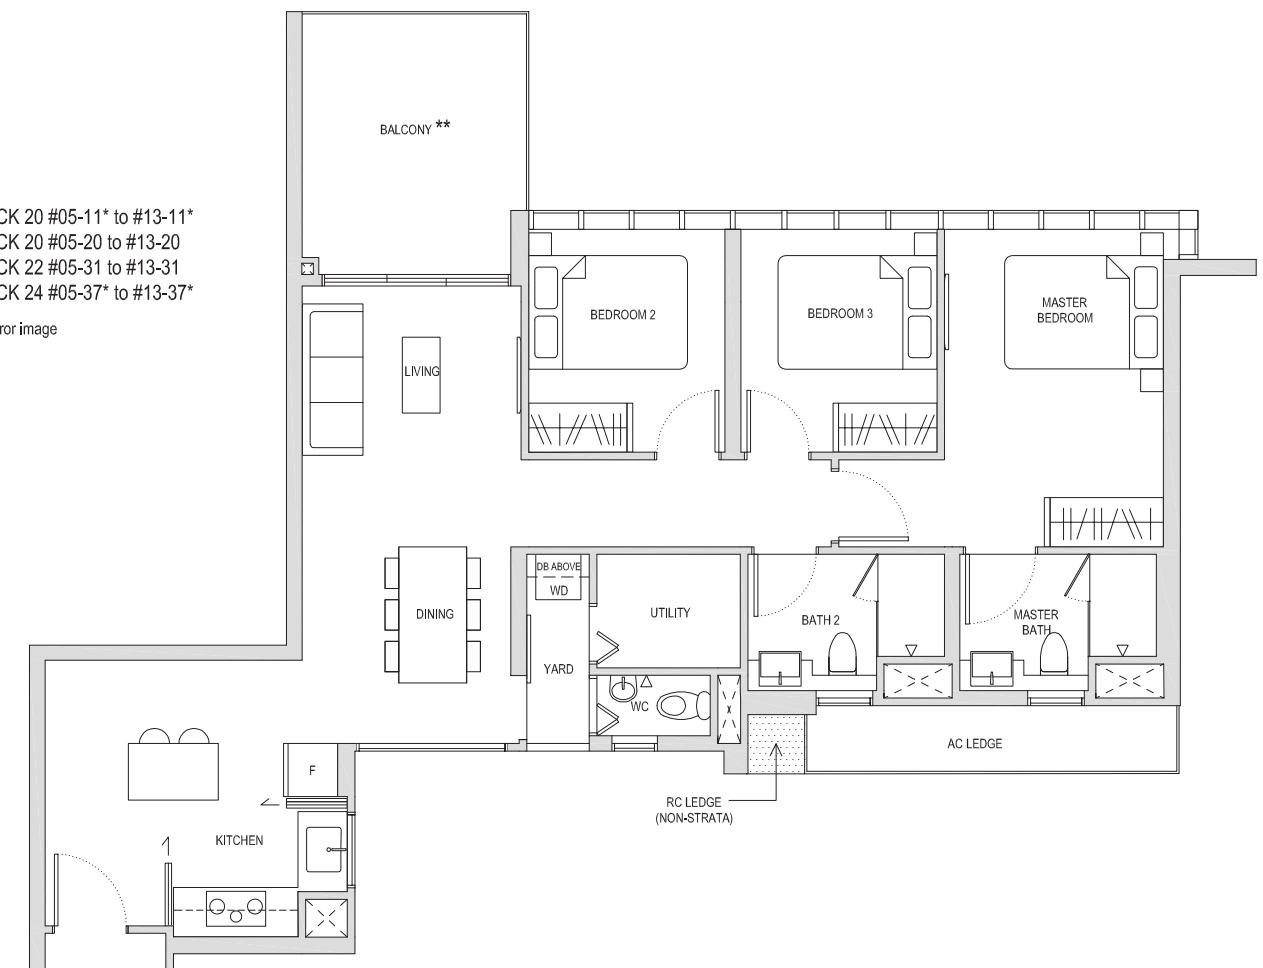 BALCONY **
CK 20 #05-11* to #13-11*
CK 20 #05-20 to #13-20
CK 22 #05-31 to #13-31
CK 24 #05-37* to #13-37*
ror image
BEDROOM 2
BEDROOM 3
MASTER
BEDROOM
LIVING
DB ABOVE
WD
DINING
UTILITY
BATH 2
MASTER
BATH
YARD
WC
AC LEDGE
F
RC LEDGE
(NON-STRATA)
KITCHEN